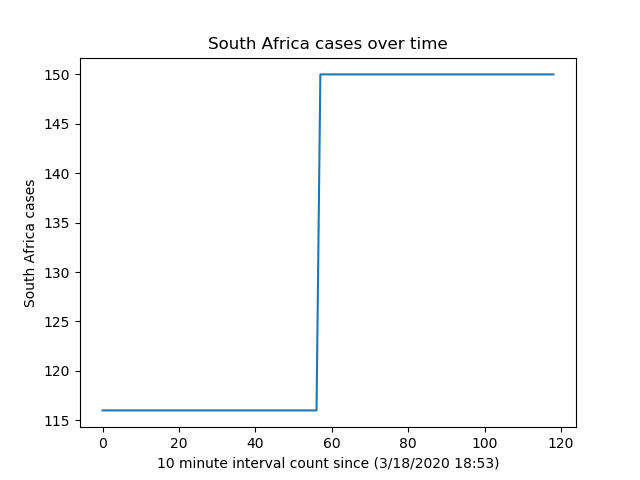 South Africa cases over time
150
145
140
135
130
125
120
115
South Africa cases
0 20 40 60 80 100 120
10 minute interval count since (3/18/2020 18:53)